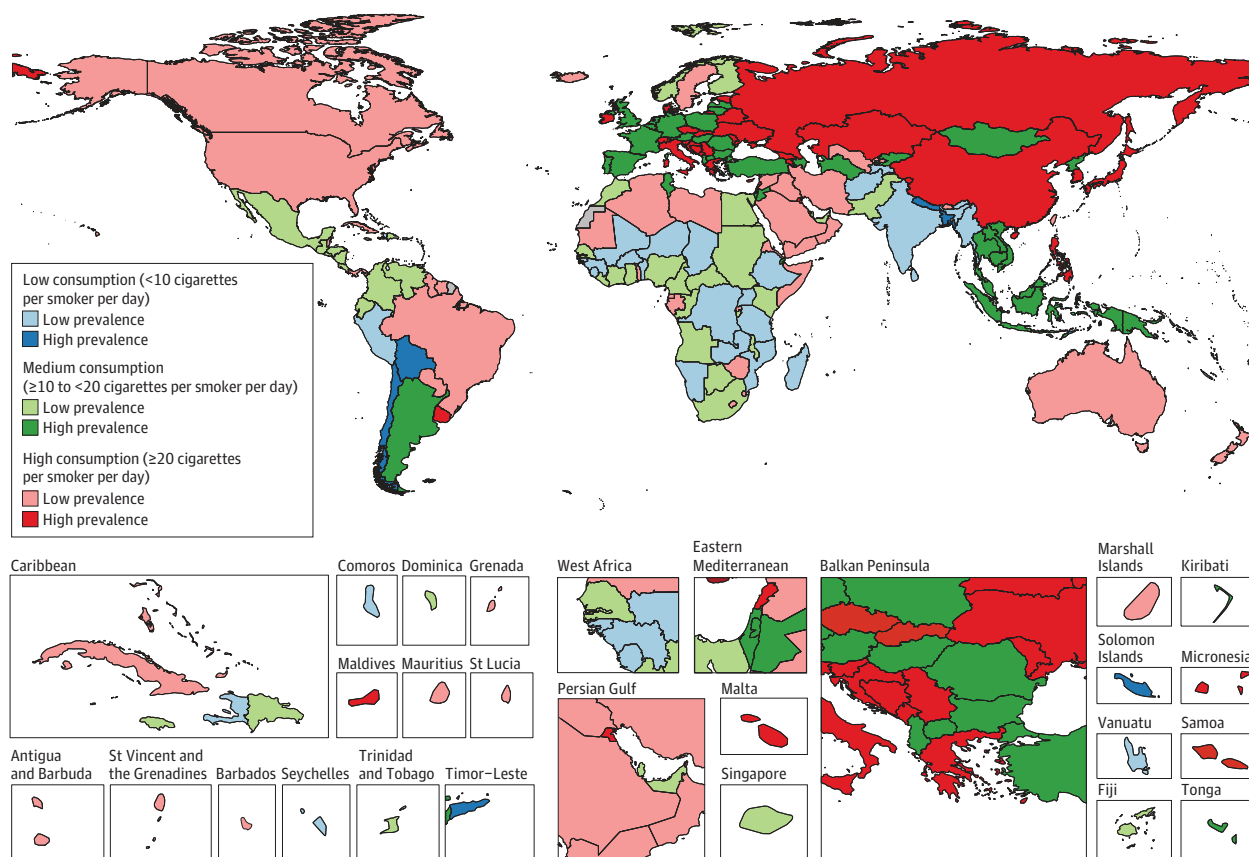 Low consumption (<10 cigarettes
per smoker per day)
Low prevalence
High prevalence
Medium consumption
(≥10 to <20 cigarettes per smoker per day)
Low prevalence
High prevalence
High consumption (≥20 cigarettes
per smoker per day)
Low prevalence
High prevalence
Caribbean
Comoros
Dominica
Grenada
Maldives
Mauritius
St Lucia
Antigua
and Barbuda
St Vincent and
the Grenadines
Barbados
Seychelles
Trinidad
and Tobago
Timor–Leste
West Africa
Eastern
Mediterranean
Persian Gulf
Malta
Singapore
Balkan Peninsula
Marshall
Islands
Kiribati
Solomon
Islands
Micronesia
Vanuatu
Samoa
Fiji
Tonga